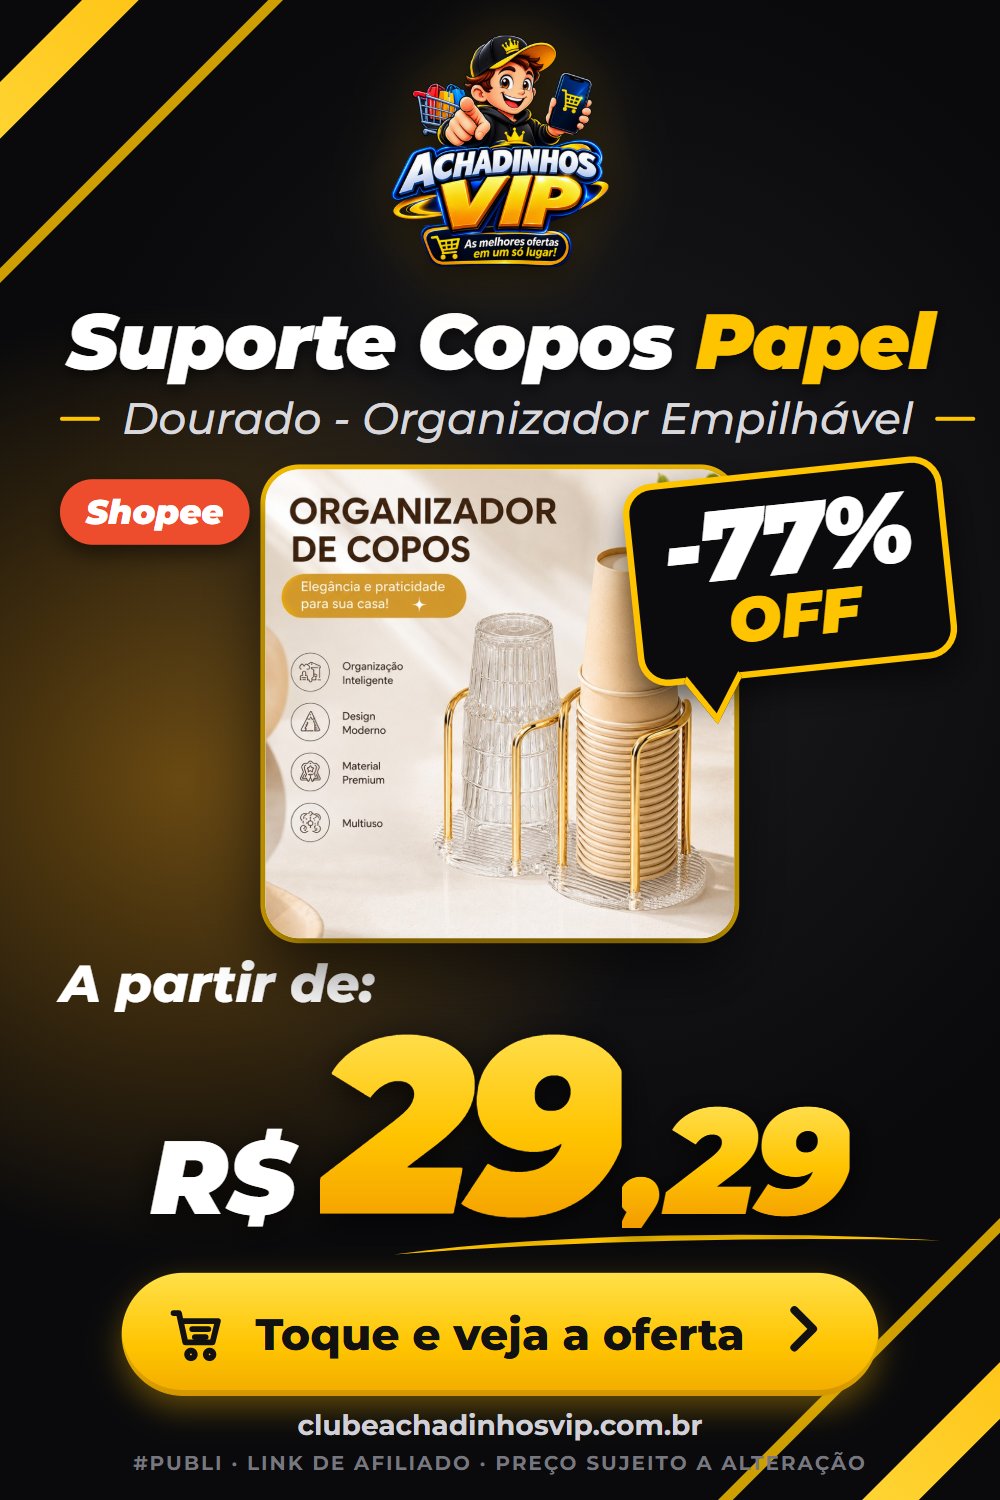 ACHADINHOS
VIP
As melhores ofertas
em um só lugar!
Suporte Copos Papel
Dourado - Organizador Empilhável
Shopee
ORGANIZADOR
DE COPOS
Elegância e praticidade
para sua casa!
Organização
Inteligente
Design
Moderno
Material
Premium
Multiuso
-77%
OFF
A partir de:
R$ 29,29
Toque e veja a oferta
clubeachadinhosvip.com.br
#PUBLI · LINK DE AFILIADO · PREÇO SUJEITO A ALTERAÇÃO